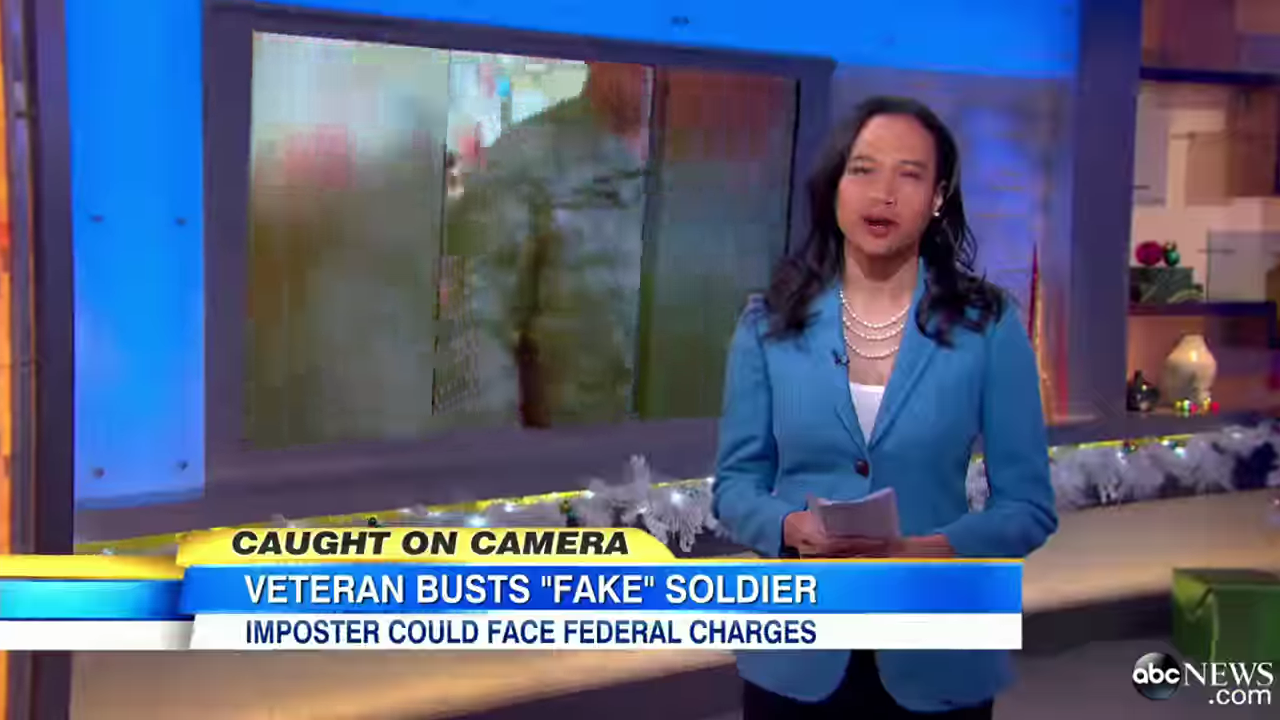 CAUGHT ON CAMERA
VETERAN BUSTS "FAKE" SOLDIER
IMPOSTER COULD FACE FEDERAL CHARGES
abc NEWS
.com